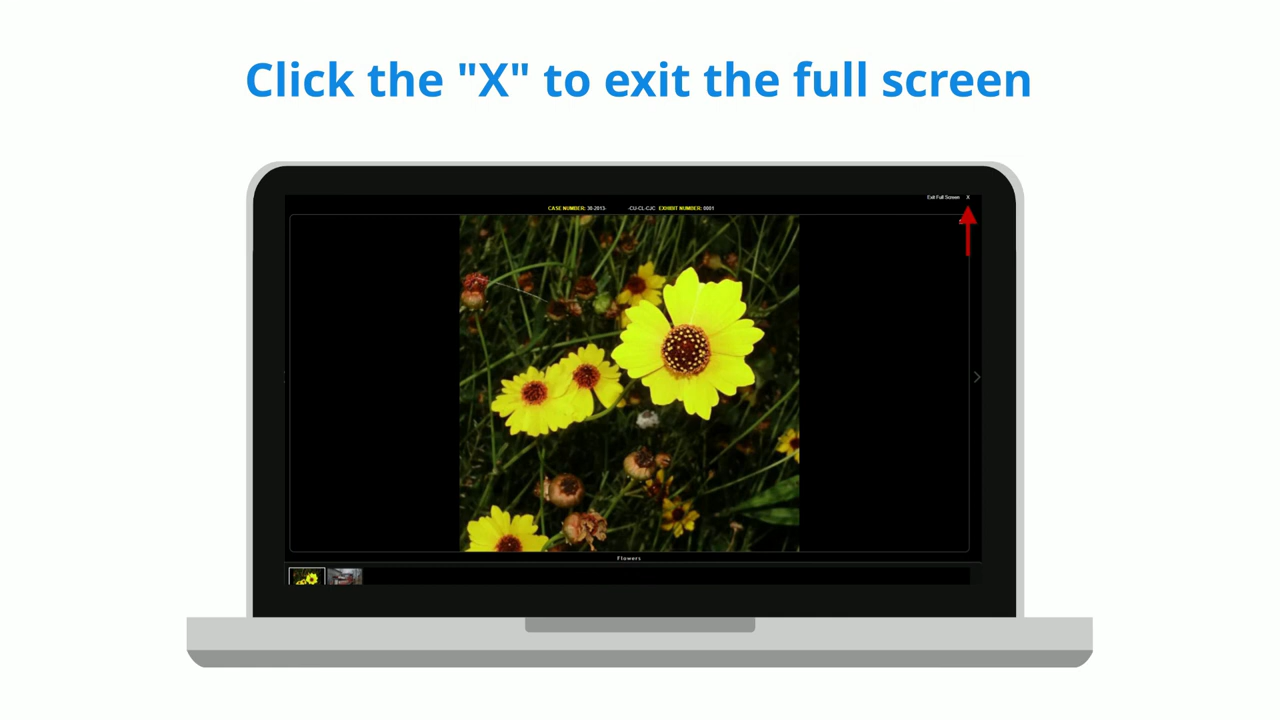 Click the "X" to exit the full screen
Exit Full Screen X
CASE NUMBER: 30-2013- -CU-CL-CJC EXHIBIT NUMBER: 0001
Flowers